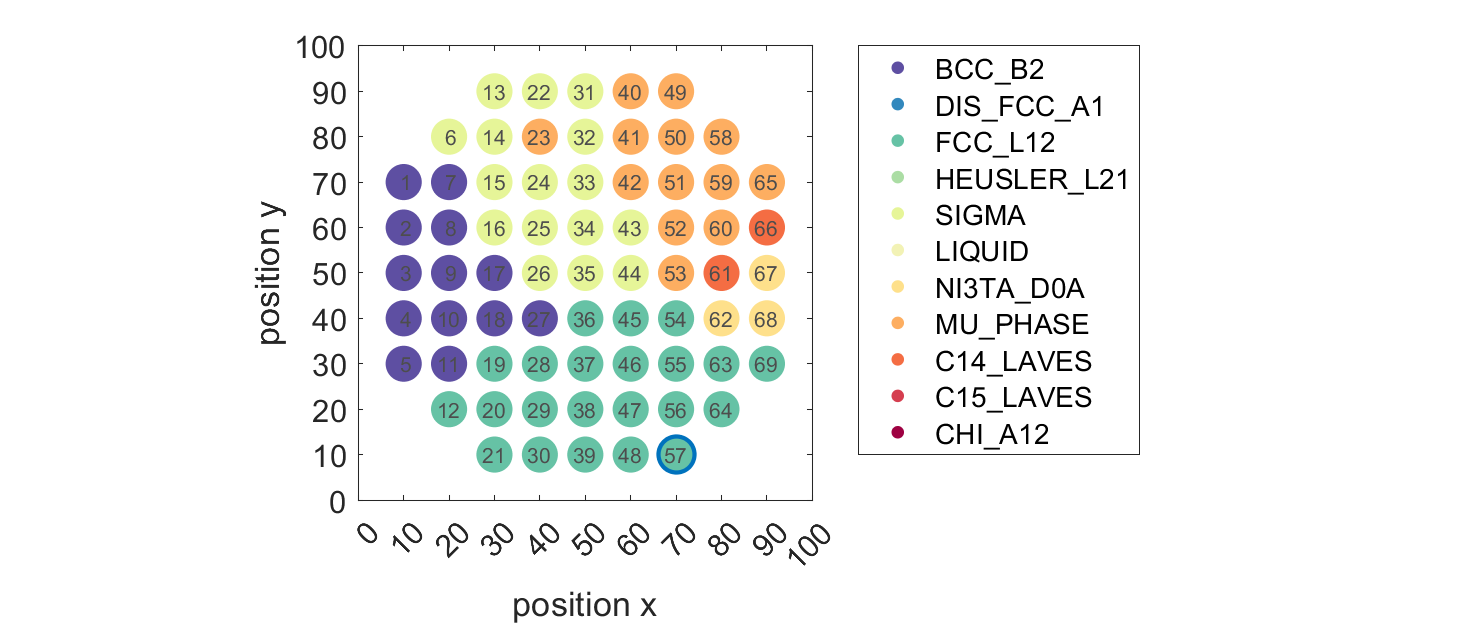 100
90
80
70
60
50
40
30
20
10
0
13 22 31 40 49
6 14 23 32 41 50 58
1 7 15 24 33 42 51 59 65
2 8 16 25 34 43 52 60 66
3 9 17 26 35 44 53 61 67
4 10 18 27 36 45 54 62 68
5 11 19 28 37 46 55 63 69
12 20 29 38 47 56 64
21 30 39 48 57
0 10 20 30 40 50 60 70 80 90 100
position x
position y
BCC_B2
DIS_FCC_A1
FCC_L12
HEUSLER_L21
SIGMA
LIQUID
NI3TA_D0A
MU_PHASE
C14_LAVES
C15_LAVES
CHI_A12